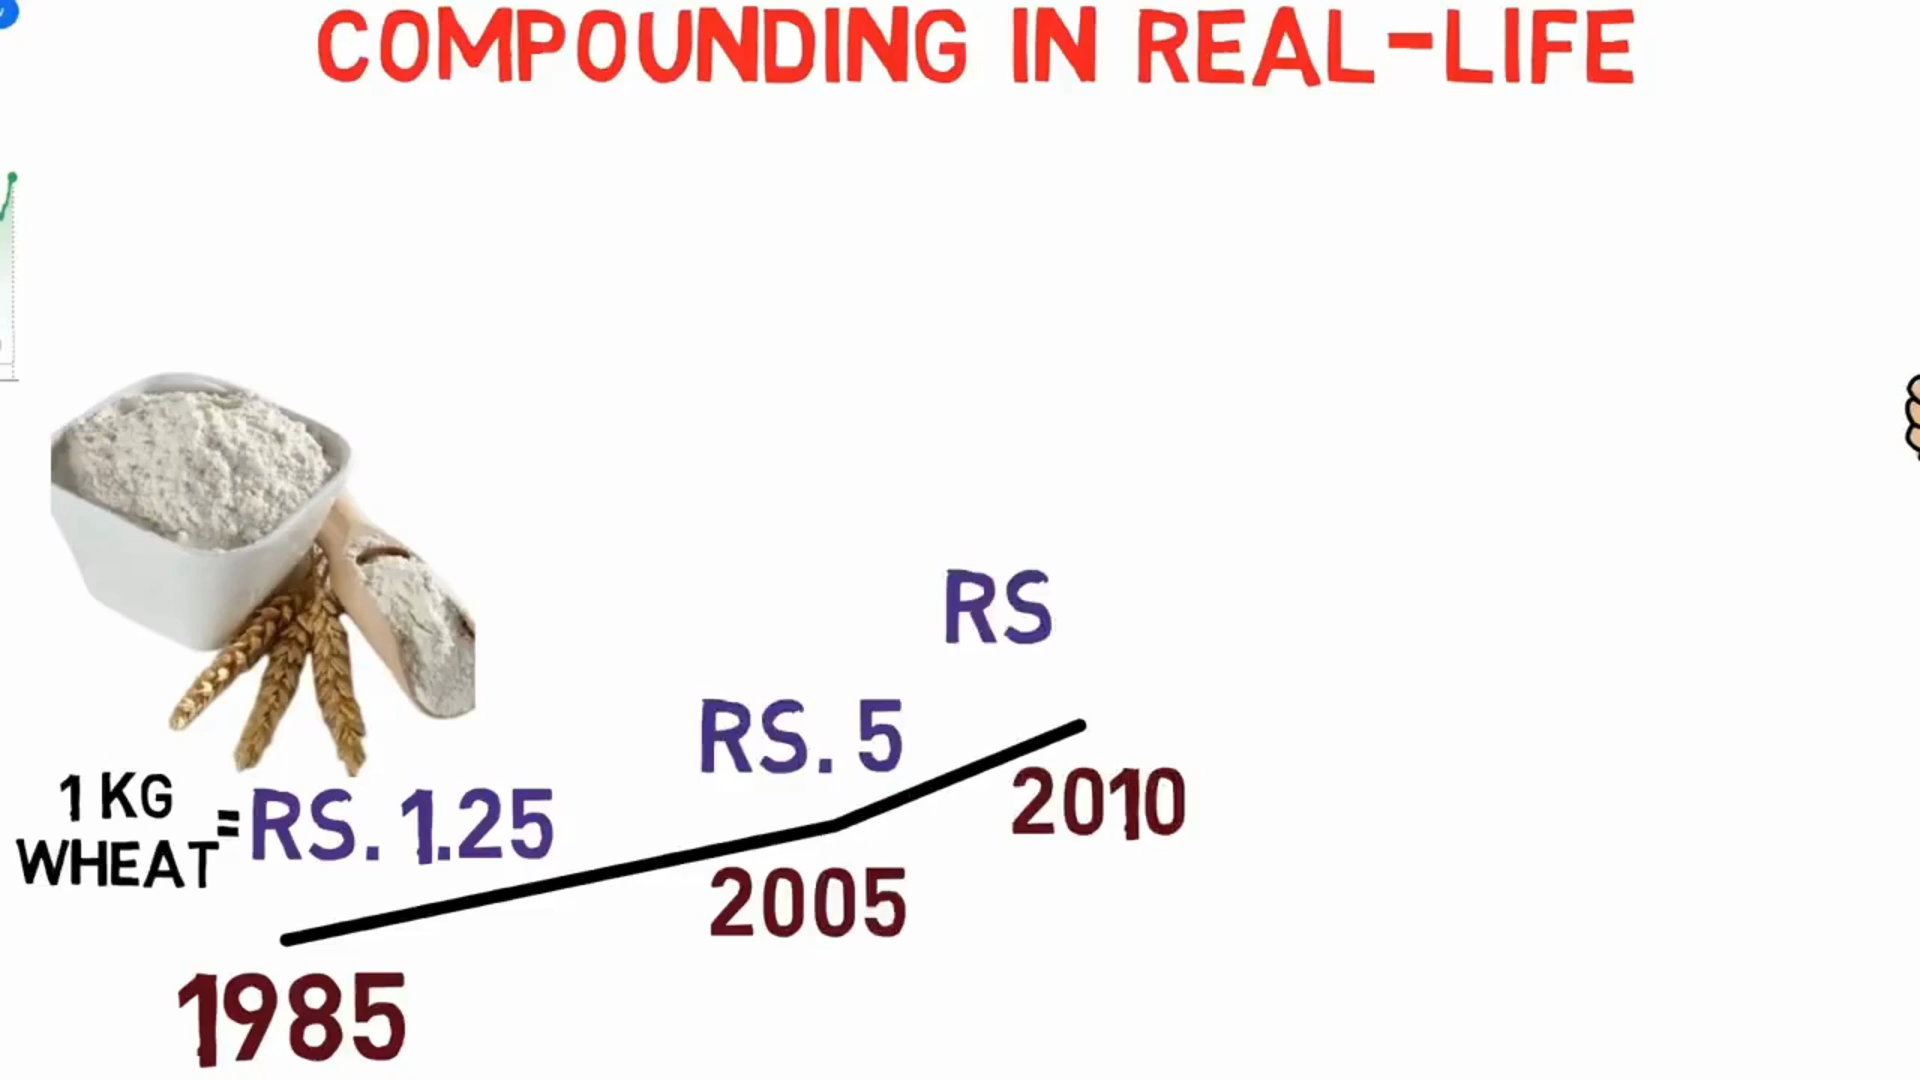 COMPOUNDING IN REAL-LIFE
RS
RS. 5
1 KG
WHEAT
= RS. 1.25
2010
2005
1985